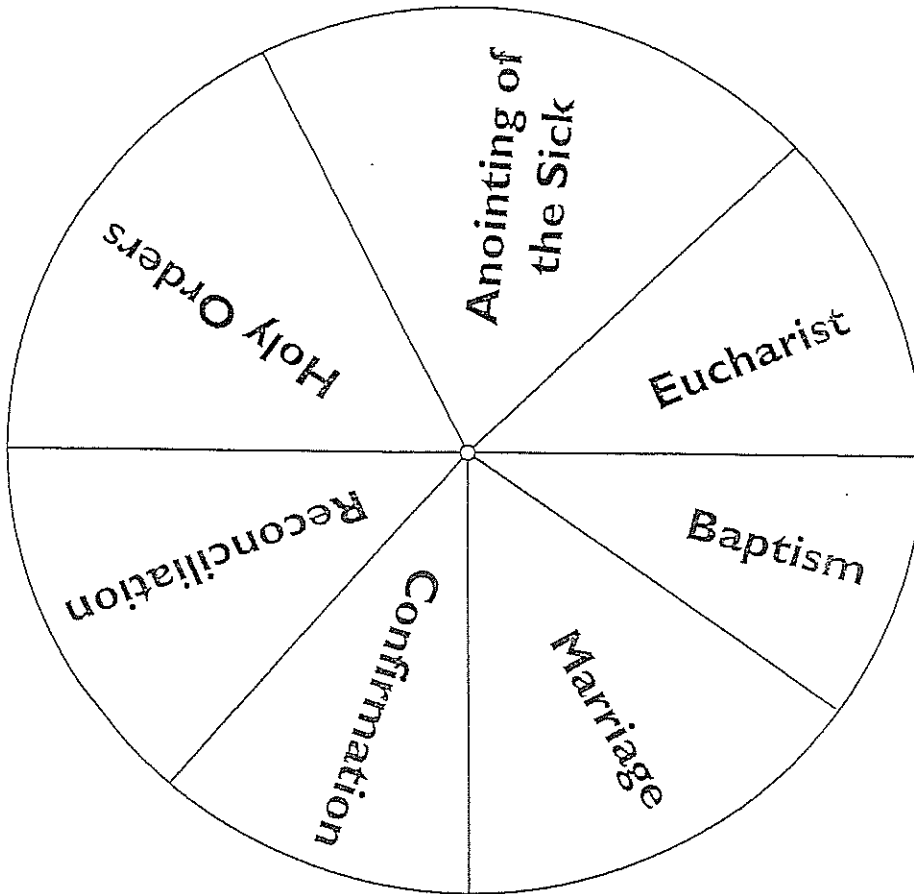 Anointing of
the Sick
Eucharist
Baptism
Marriage
Confirmation
Reconciliation
Holy Orders